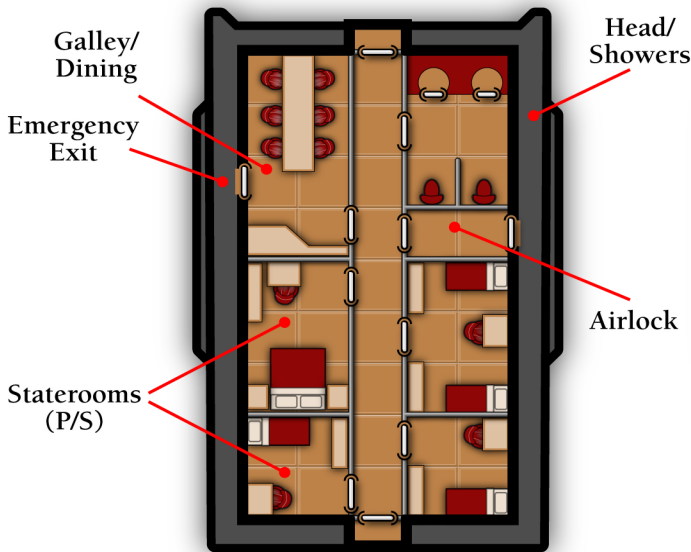 Galley/
Dining
Head/
Showers
Emergency
Exit
Airlock
Staterooms
(P/S)